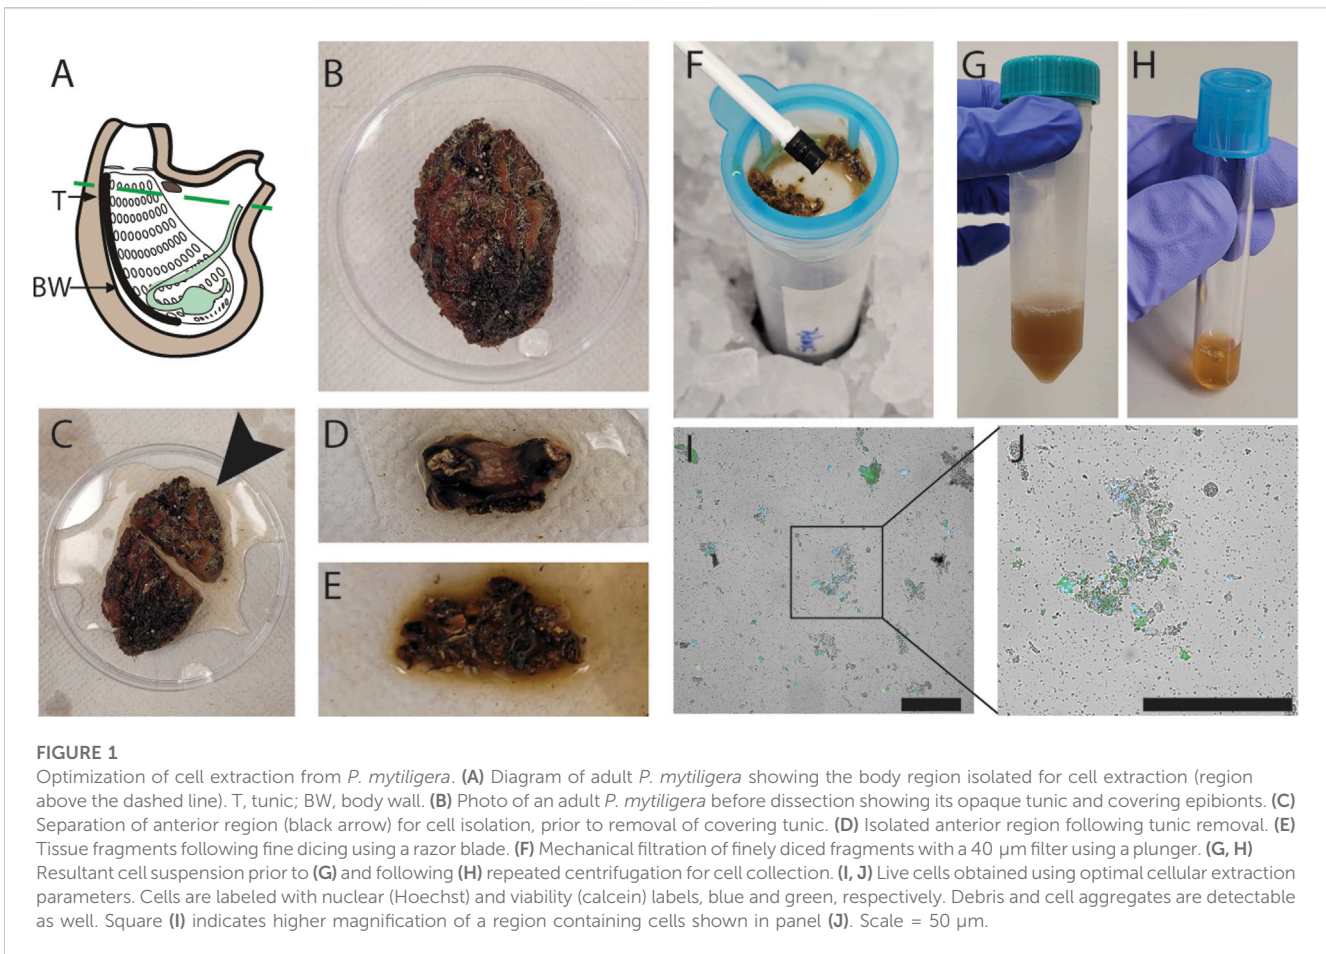 A
B
F
G
H
T
BW
C
D
E
I
J
FIGURE 1
Optimization of cell extraction from P. mytiligera. (A) Diagram of adult P. mytiligera showing the body region isolated for cell extraction (region
above the dashed line). T, tunic; BW, body wall. (B) Photo of an adult P. mytiligera before dissection showing its opaque tunic and covering epibionts. (C)
Separation of anterior region (black arrow) for cell isolation, prior to removal of covering tunic. (D) Isolated anterior region following tunic removal. (E)
Tissue fragments following fine dicing using a razor blade. (F) Mechanical filtration of finely diced fragments with a 40 µm filter using a plunger. (G, H)
Resultant cell suspension prior to (G) and following (H) repeated centrifugation for cell collection. (I, J) Live cells obtained using optimal cellular extraction
parameters. Cells are labeled with nuclear (Hoechst) and viability (calcein) labels, blue and green, respectively. Debris and cell aggregates are detectable
as well. Square (I) indicates higher magnification of a region containing cells shown in panel (J). Scale = 50 µm.